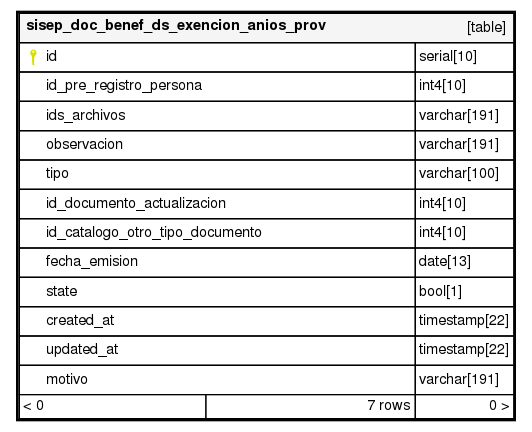 sisep_doc_benef_ds_exencion_anios_prov [table]
id serial[10]
id_pre_registro_persona int4[10]
ids_archivos varchar[191]
observacion varchar[191]
tipo varchar[100]
id_documento_actualizacion int4[10]
id_catalogo_otro_tipo_documento int4[10]
fecha_emision date[13]
state bool[1]
created_at timestamp[22]
updated_at timestamp[22]
motivo varchar[191]
< 0 7 rows 0 >